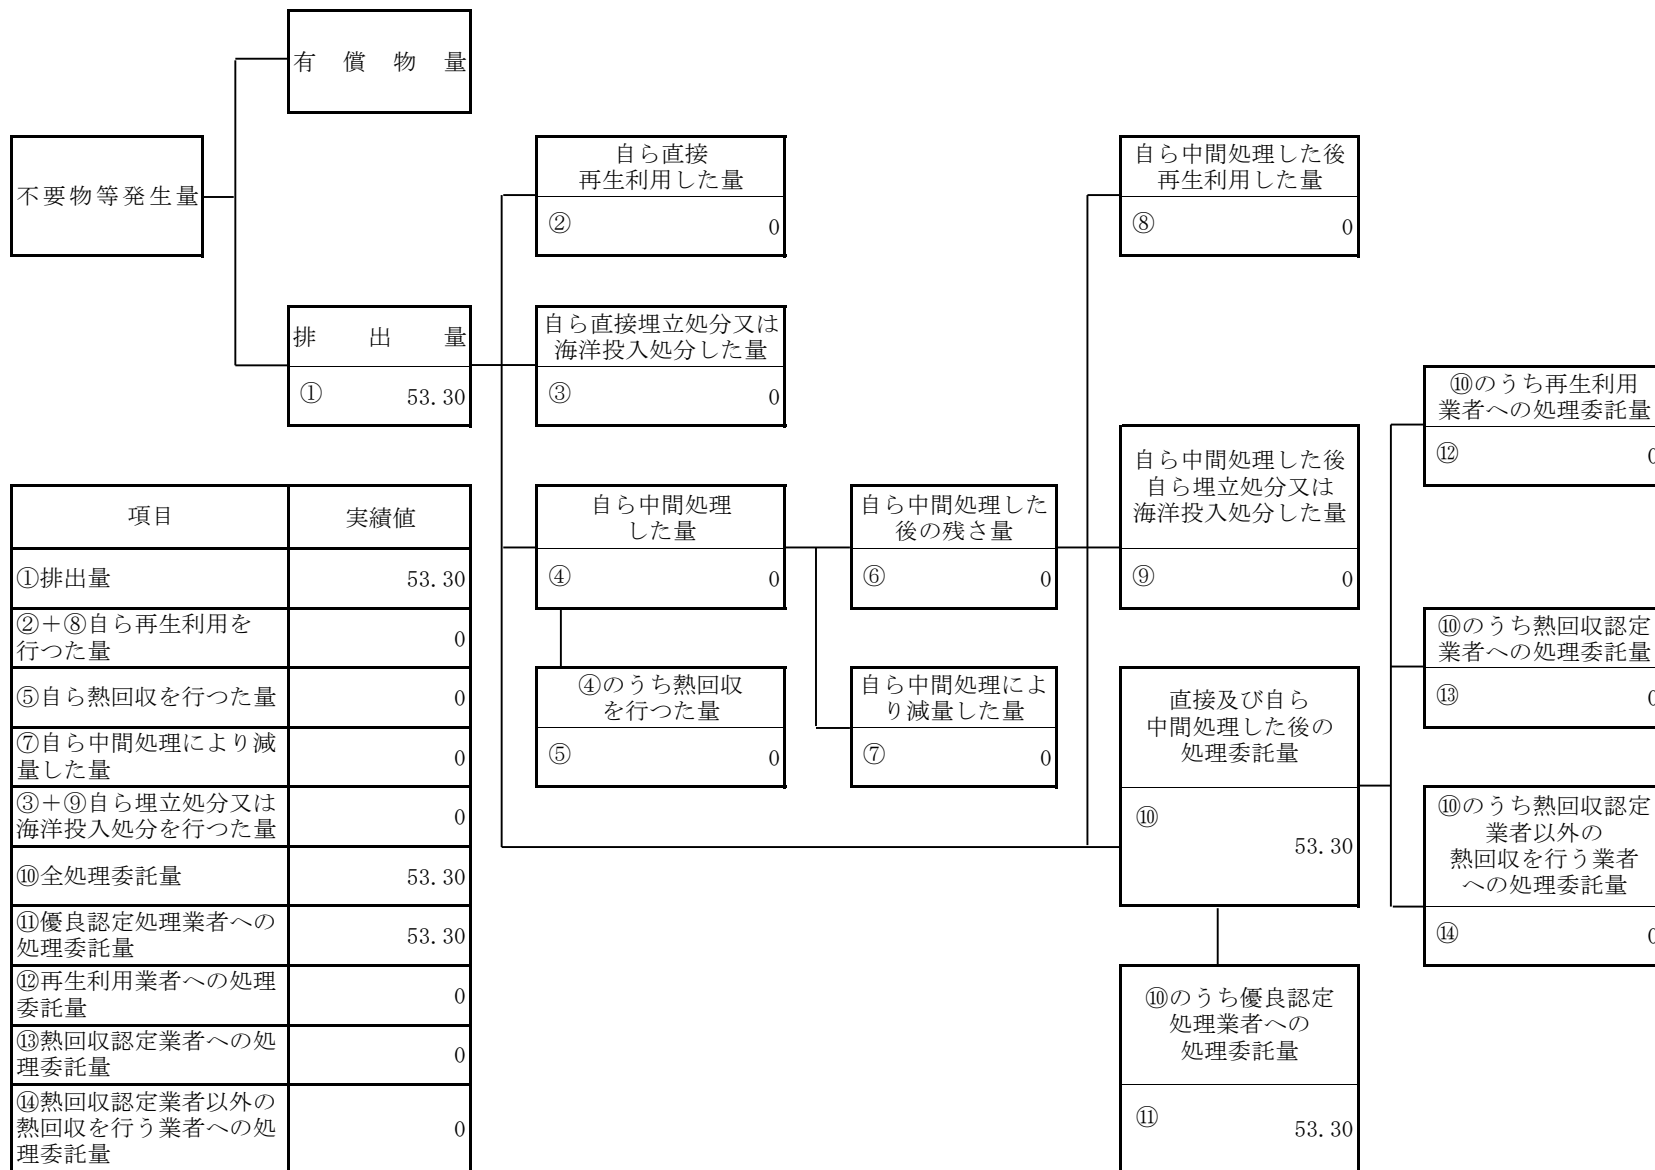 有償物量
不要物等発生量
排出量
① 53.30
自ら直接
再生利用した量
② 0
自ら直接埋立処分又は
海洋投入処分した量
③ 0
自ら中間処理
した量
④ 0
④のうち熱回収
を行つた量
⑤ 0
自ら中間処理した
後の残さ量
⑥ 0
自ら中間処理によ
り減量した量
⑦ 0
自ら中間処理した後
再生利用した量
⑧ 0
自ら中間処理した後
自ら埋立処分又は
海洋投入処分した量
⑨ 0
直接及び自ら
中間処理した後の
処理委託量
⑩
53.30
⑩のうち優良認定
処理業者への
処理委託量
⑪ 53.30
⑩のうち再生利用
業者への処理委託量
⑫ 0
⑩のうち熱回収認定
業者への処理委託量
⑬ 0
⑩のうち熱回収認定
業者以外の
熱回収を行う業者
への処理委託量
⑭ 0
項目 実績値
①排出量 53.30
②+⑧自ら再生利用を
行つた量 0
⑤自ら熱回収を行つた量 0
⑦自ら中間処理により減
量した量 0
③+⑨自ら埋立処分又は
海洋投入処分を行つた量 0
⑩全処理委託量 53.30
⑪優良認定処理業者への
処理委託量 53.30
⑫再生利用業者への処理
委託量 0
⑬熱回収認定業者への処
理委託量 0
⑭熱回収認定業者以外の
熱回収を行う業者への処
理委託量 0